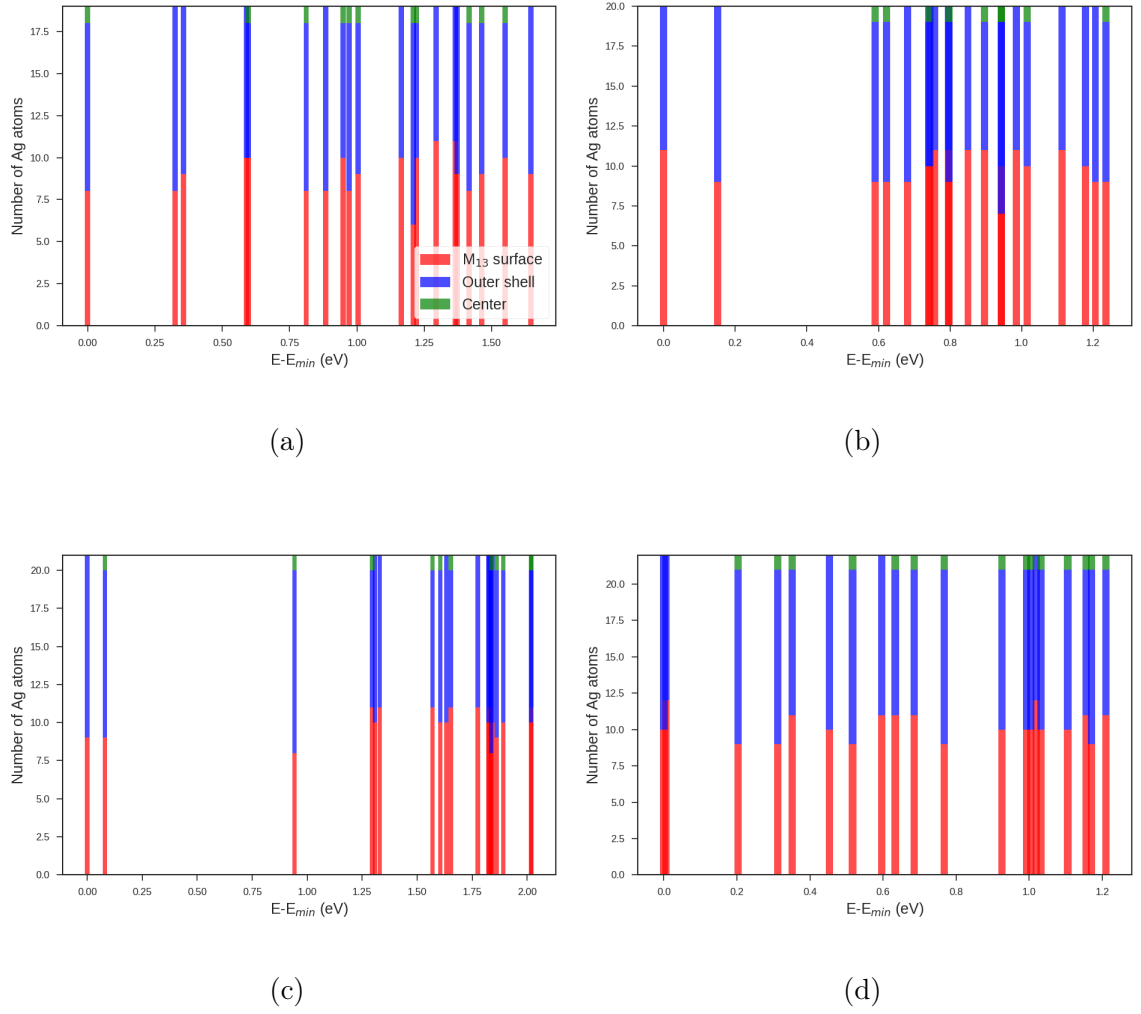 17.5
15.0
12.5
10.0
7.5
5.0
2.5
0.0
Number of Ag atoms
0.00 0.25 0.50 0.75 1.00 1.25 1.50
E-E$_{min}$ (eV)
M$_{13}$ surface
Outer shell
Center
(a)
20.0
17.5
15.0
12.5
10.0
7.5
5.0
2.5
0.0
Number of Ag atoms
0.0 0.2 0.4 0.6 0.8 1.0 1.2
E-E$_{min}$ (eV)
(b)
20.0
17.5
15.0
12.5
10.0
7.5
5.0
2.5
0.0
Number of Ag atoms
0.00 0.25 0.50 0.75 1.00 1.25 1.50 1.75 2.00
E-E$_{min}$ (eV)
(c)
20.0
17.5
15.0
12.5
10.0
7.5
5.0
2.5
0.0
Number of Ag atoms
0.0 0.2 0.4 0.6 0.8 1.0 1.2
E-E$_{min}$ (eV)
(d)